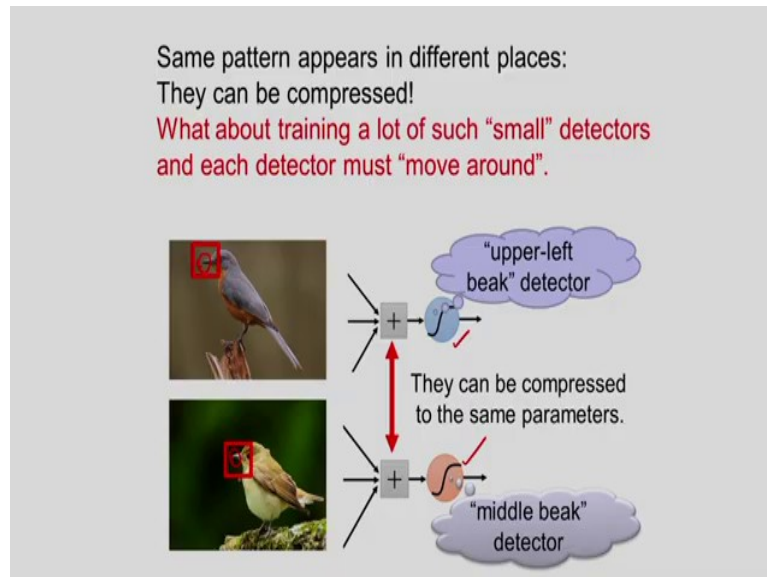 Same pattern appears in different places:
They can be compressed!
What about training a lot of such “small” detectors
and each detector must “move around”.
“upper-left
beak” detector
+
They can be compressed
to the same parameters.
+
“middle beak”
detector